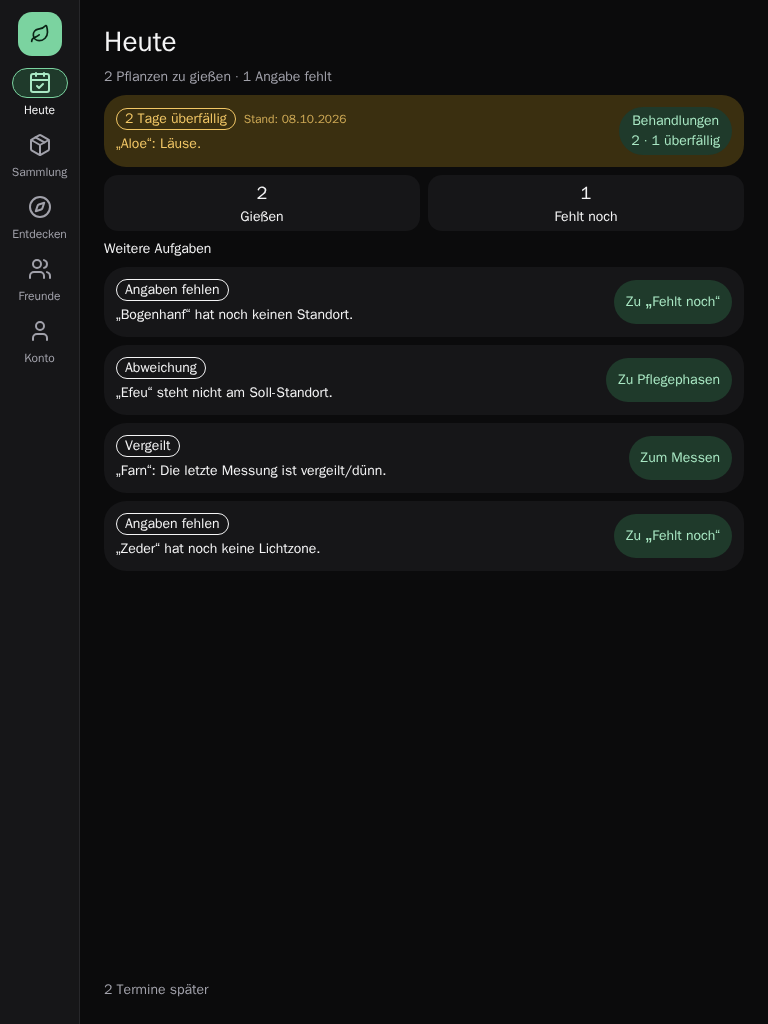 Heute
Sammlung
Entdecken
Freunde
Konto
Heute
2 Pflanzen zu gießen · 1 Angabe fehlt
2 Tage überfällig
Stand: 08.10.2026
„Aloe“: Läuse.
Behandlungen
2 · 1 überfällig
2
Gießen
1
Fehlt noch
Weitere Aufgaben
Angaben fehlen
„Bogenhanf“ hat noch keinen Standort.
Zu „Fehlt noch“
Abweichung
„Efeu“ steht nicht am Soll-Standort.
Zu Pflegephasen
Vergeilt
„Farn“: Die letzte Messung ist vergeilt/dünn.
Zum Messen
Angaben fehlen
„Zeder“ hat noch keine Lichtzone.
Zu „Fehlt noch“
2 Termine später